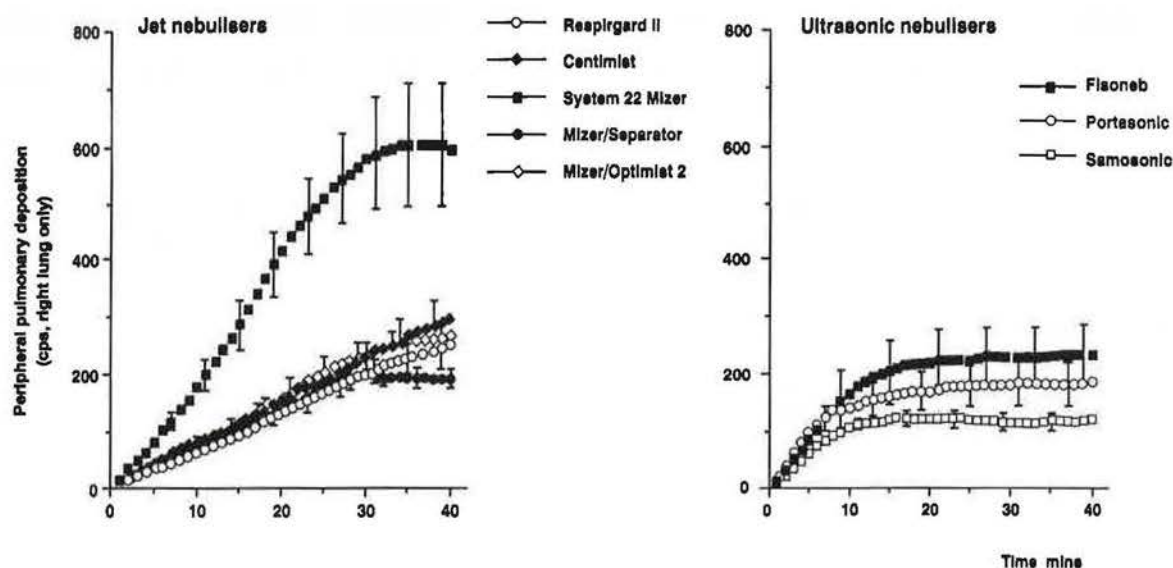 Jet nebulisers
Respirgard II
Centimist
System 22 Mizer
Mizer/Separator
Mizer/Optimist 2
Peripheral pulmonary deposition
(cps, right lung only)
800
600
400
200
0
0
10
20
30
40
Ultrasonic nebulisers
Fisoneb
Portasonic
Samosonic
800
600
400
200
0
0
10
20
30
40
Time mins